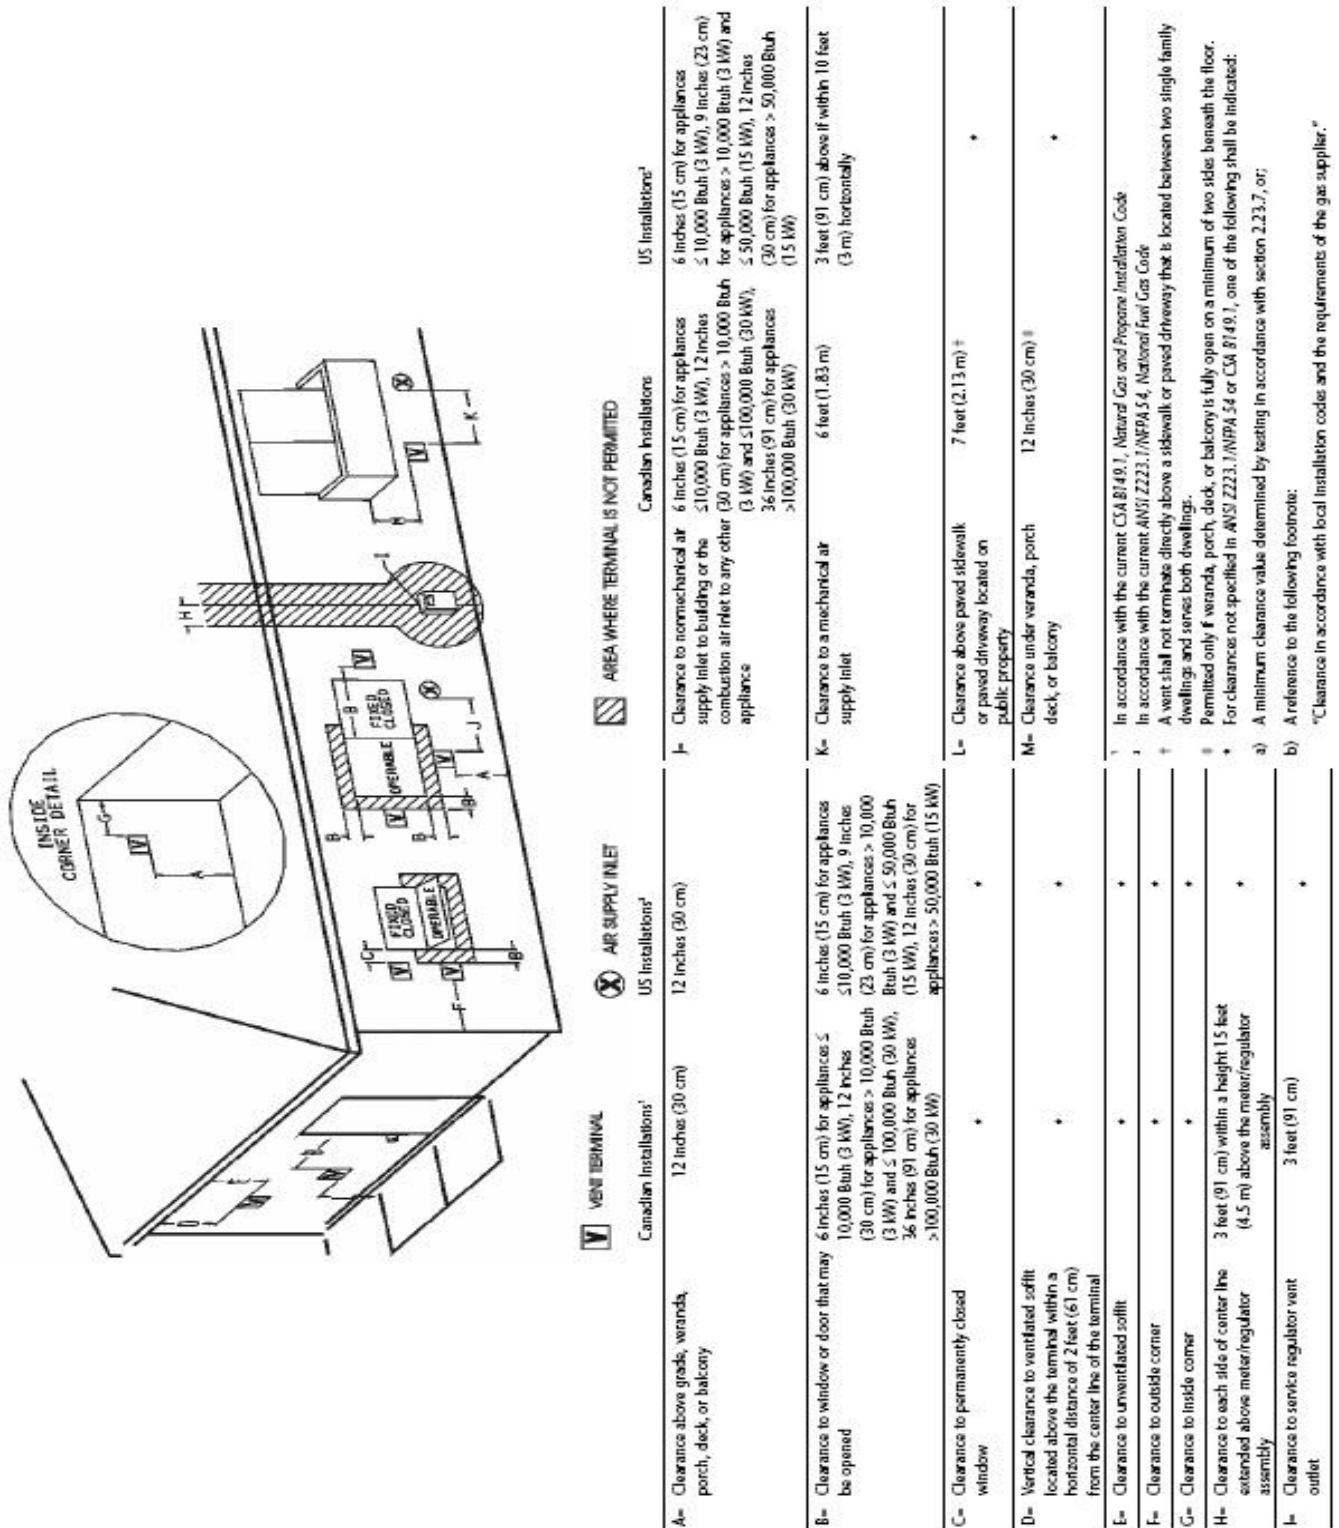 INSIDE
CORNER DETAIL
G
V
A
D
E
V
B
V
C
V
FIXED
CLOSED
OPERABLE
V
F
B
B
V
B
OPERABLE
B
FIXED
CLOSED
V
V
B
A
J
X
H
I
M
V
K
X
V VENT TERMINAL
X AIR SUPPLY INLET
AREA WHERE TERMINAL IS NOT PERMITTED
Canadian Installations¹
US Installations²
A= Clearance above grade, veranda,
porch, deck, or balcony
12 inches (30 cm)
12 inches (30 cm)
B= Clearance to window or door that may
be opened
6 inches (15 cm) for appliances ≤
10,000 Btuh (3 kW), 12 inches
(30 cm) for appliances > 10,000 Btuh
(3 kW) and ≤ 100,000 Btuh (30 kW),
36 inches (91 cm) for appliances
>100,000 Btuh (30 kW)
6 inches (15 cm) for appliances
≤10,000 Btuh (3 kW), 9 inches
(23 cm) for appliances > 10,000
Btuh (3 kW) and ≤ 50,000 Btuh
(15 kW), 12 inches (30 cm) for
appliances > 50,000 Btuh (15 kW)
C= Clearance to permanently closed
window
*
*
D= Vertical clearance to ventilated soffit
located above the terminal within a
horizontal distance of 2 feet (61 cm)
from the center line of the terminal
*
*
E= Clearance to unventilated soffit
*
*
F= Clearance to outside corner
*
*
G= Clearance to inside corner
*
*
H= Clearance to each side of center line
extended above meter/regulator
assembly
3 feet (91 cm) within a height 15 feet
(4.5 m) above the meter/regulator
assembly
*
I= Clearance to service regulator vent
outlet
3 feet (91 cm)
*
Canadian Installations
US Installations²
J= Clearance to nonmechanical air
supply inlet to building or the
combustion air inlet to any other
appliance
6 inches (15 cm) for appliances
≤10,000 Btuh (3 kW), 12 inches
(30 cm) for appliances > 10,000 Btuh
(3 kW) and ≤100,000 Btuh (30 kW),
36 inches (91 cm) for appliances
>100,000 Btuh (30 kW)
6 inches (15 cm) for appliances
≤ 10,000 Btuh (3 kW), 9 inches (23 cm)
for appliances > 10,000 Btuh (3 kW) and
≤ 50,000 Btuh (15 kW), 12 inches
(30 cm) for appliances > 50,000 Btuh
(15 kW)
K= Clearance to a mechanical air
supply inlet
6 feet (1.83 m)
3 feet (91 cm) above if within 10 feet
(3 m) horizontally
L= Clearance above paved sidewalk
or paved driveway located on
public property
7 feet (2.13 m) †
*
M= Clearance under veranda, porch
deck, or balcony
12 inches (30 cm) ‡
*
¹ In accordance with the current CSA B149.1, Natural Gas and Propane Installation Code
² In accordance with the current ANSI Z223.1/NFPA 54, National Fuel Gas Code
† A vent shall not terminate directly above a sidewalk or paved driveway that is located between two single family
dwellings and serves both dwellings.
‡ Permitted only if veranda, porch, deck, or balcony is fully open on a minimum of two sides beneath the floor.
* For clearances not specified in ANSI Z223.1/NFPA 54 or CSA B149.1, one of the following shall be indicated:
a) A minimum clearance value determined by testing in accordance with section 2.23.7, or;
b) A reference to the following footnote:
"Clearance in accordance with local installation codes and the requirements of the gas supplier."